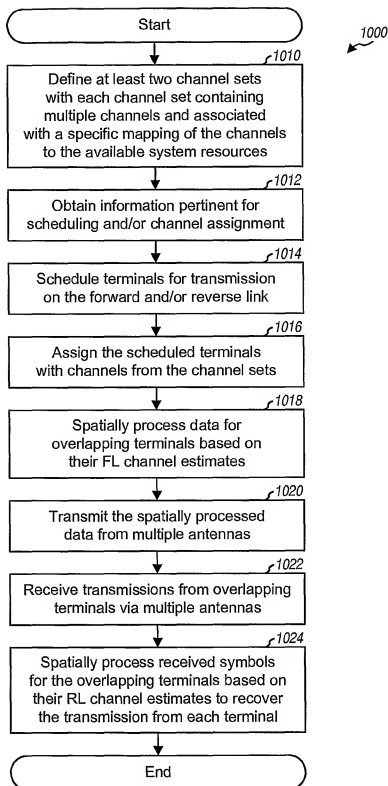 Start
1000
1010
Define at least two channel sets
with each channel set containing
multiple channels and associated
with a specific mapping of the channels
to the available system resources
1012
Obtain information pertinent for
scheduling and/or channel assignment
1014
Schedule terminals for transmission
on the forward and/or reverse link
1016
Assign the scheduled terminals
with channels from the channel sets
1018
Spatially process data for
overlapping terminals based on
their FL channel estimates
1020
Transmit the spatially processed
data from multiple antennas
1022
Receive transmissions from overlapping
terminals via multiple antennas
1024
Spatially process received symbols
for the overlapping terminals based on
their RL channel estimates to recover
the transmission from each terminal
End